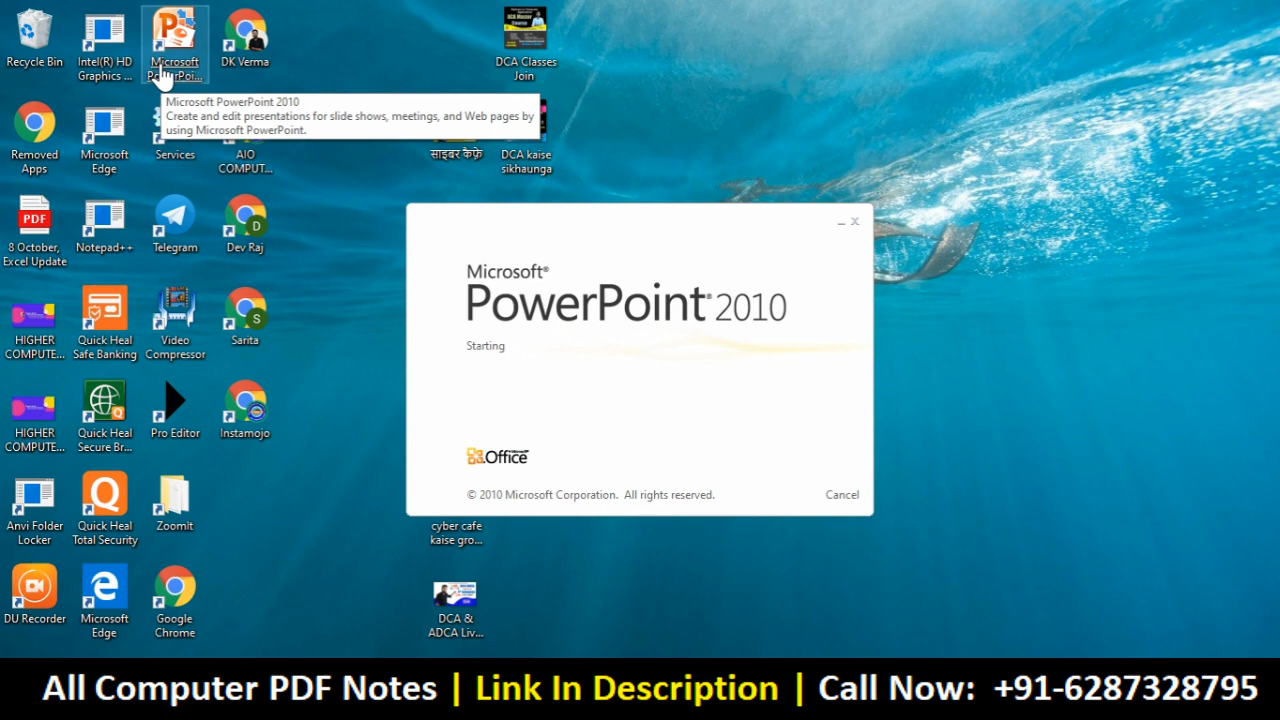 Recycle Bin
Intel(R) HD
Graphics ...
Microsoft
PowerPoi...
DK Verma
DCA Classes
Join
Microsoft PowerPoint 2010
Create and edit presentations for slide shows, meetings, and Web pages by
using Microsoft PowerPoint.
Removed
Apps
Microsoft
Edge
Services
AIO
COMPUT...
साइबर कैफ़े
DCA kaise
sikhaunga
PDF
8 October,
Excel Update
Notepad++
Telegram
D
Dev Raj
Microsoft®
PowerPoint® 2010
Starting
HIGHER
COMPUTE...
Quick Heal
Safe Banking
Video
Compressor
S
Sarita
HIGHER
COMPUTE...
Quick Heal
Secure Br...
Pro Editor
Instamojo
Microsoft®
Office
© 2010 Microsoft Corporation. All rights reserved.
Cancel
Anvi Folder
Locker
Quick Heal
Total Security
ZoomIt
cyber cafe
kaise gro...
DU Recorder
Microsoft
Edge
Google
Chrome
DCA &
ADCA Liv...
All Computer PDF Notes | Link In Description | Call Now: +91-6287328795